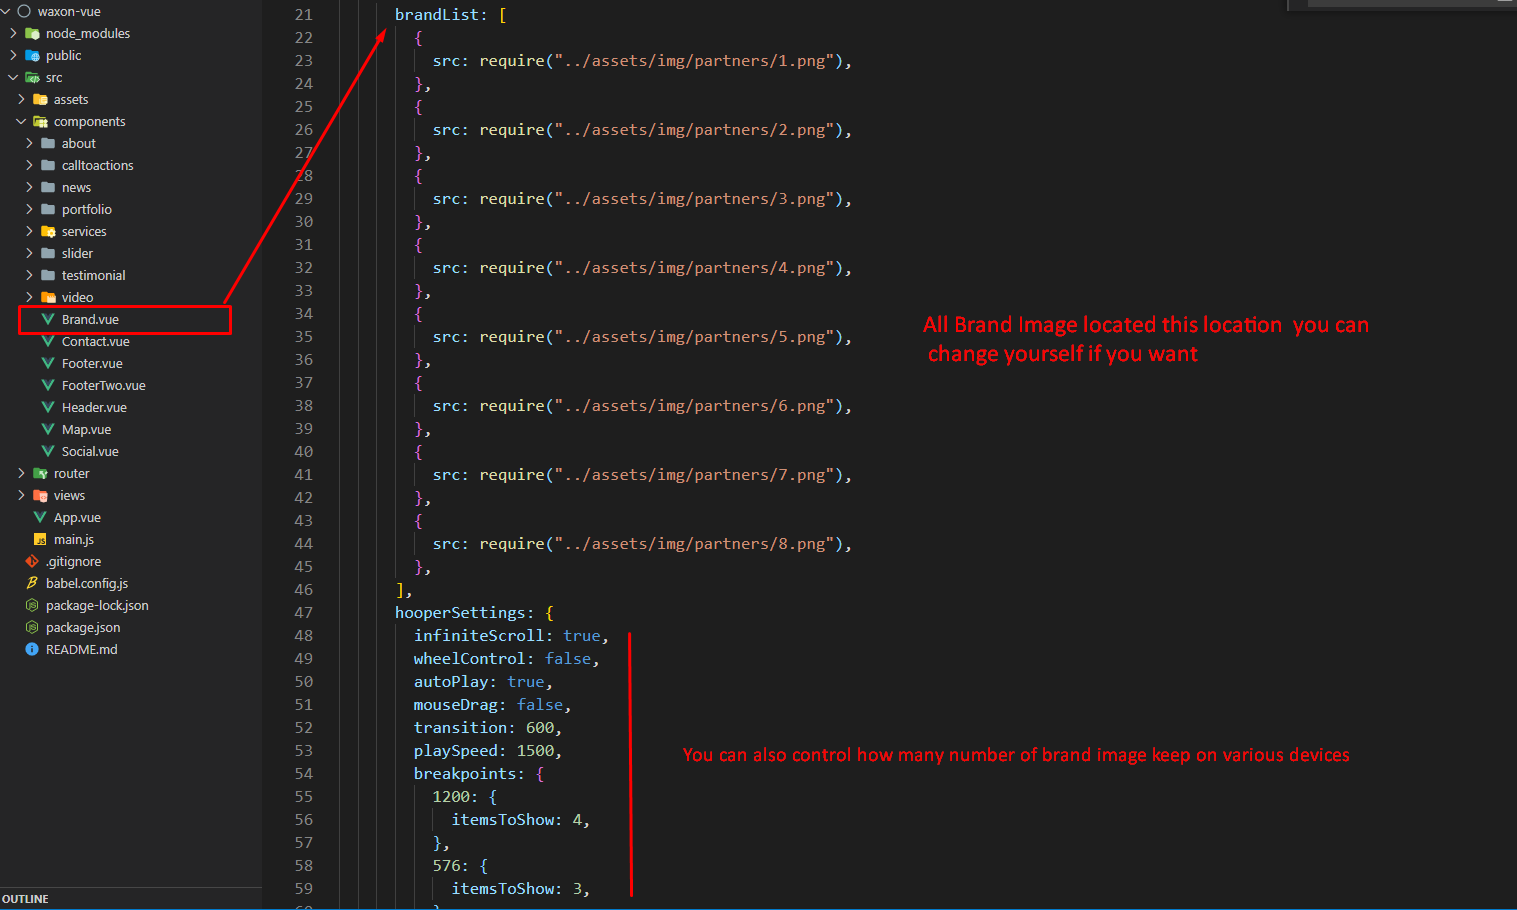 waxon-vue
node_modules
public
src
assets
components
about
calltoactions
news
portfolio
services
slider
testimonial
video
Brand.vue
Contact.vue
Footer.vue
FooterTwo.vue
Header.vue
Map.vue
Social.vue
router
views
App.vue
main.js
.gitignore
babel.config.js
package-lock.json
package.json
README.md
OUTLINE
21 brandList: [
22 {
23 src: require("../assets/img/partners/1.png"),
24 },
25 {
26 src: require("../assets/img/partners/2.png"),
27 },
28 {
29 src: require("../assets/img/partners/3.png"),
30 },
31 {
32 src: require("../assets/img/partners/4.png"),
33 },
34 {
35 src: require("../assets/img/partners/5.png"),
36 },
37 {
38 src: require("../assets/img/partners/6.png"),
39 },
40 {
41 src: require("../assets/img/partners/7.png"),
42 },
43 {
44 src: require("../assets/img/partners/8.png"),
45 },
46 ],
47 hooperSettings: {
48 infiniteScroll: true,
49 wheelControl: false,
50 autoPlay: true,
51 mouseDrag: false,
52 transition: 600,
53 playSpeed: 1500,
54 breakpoints: {
55 1200: {
56 itemsToShow: 4,
57 },
58 576: {
59 itemsToShow: 3,
All Brand Image located this location you can
change yourself if you want
You can also control how many number of brand image keep on various devices